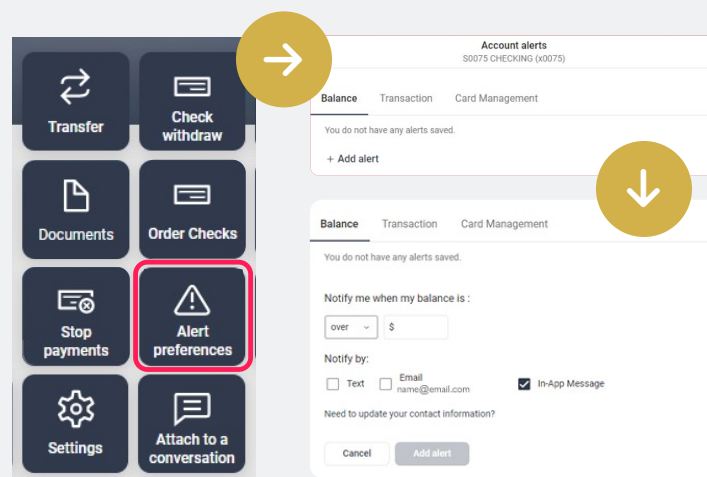 Transfer
Check
withdraw
Documents
Order Checks
Stop
payments
Alert
preferences
Settings
Attach to a
conversation
Account alerts
S0075 CHECKING (x0075)
Balance Transaction Card Management
You do not have any alerts saved.
+ Add alert
Balance Transaction Card Management
You do not have any alerts saved.
Notify me when my balance is :
over $
Notify by:
Text Email In-App Message
name@email.com
Need to update your contact information?
Cancel Add alert